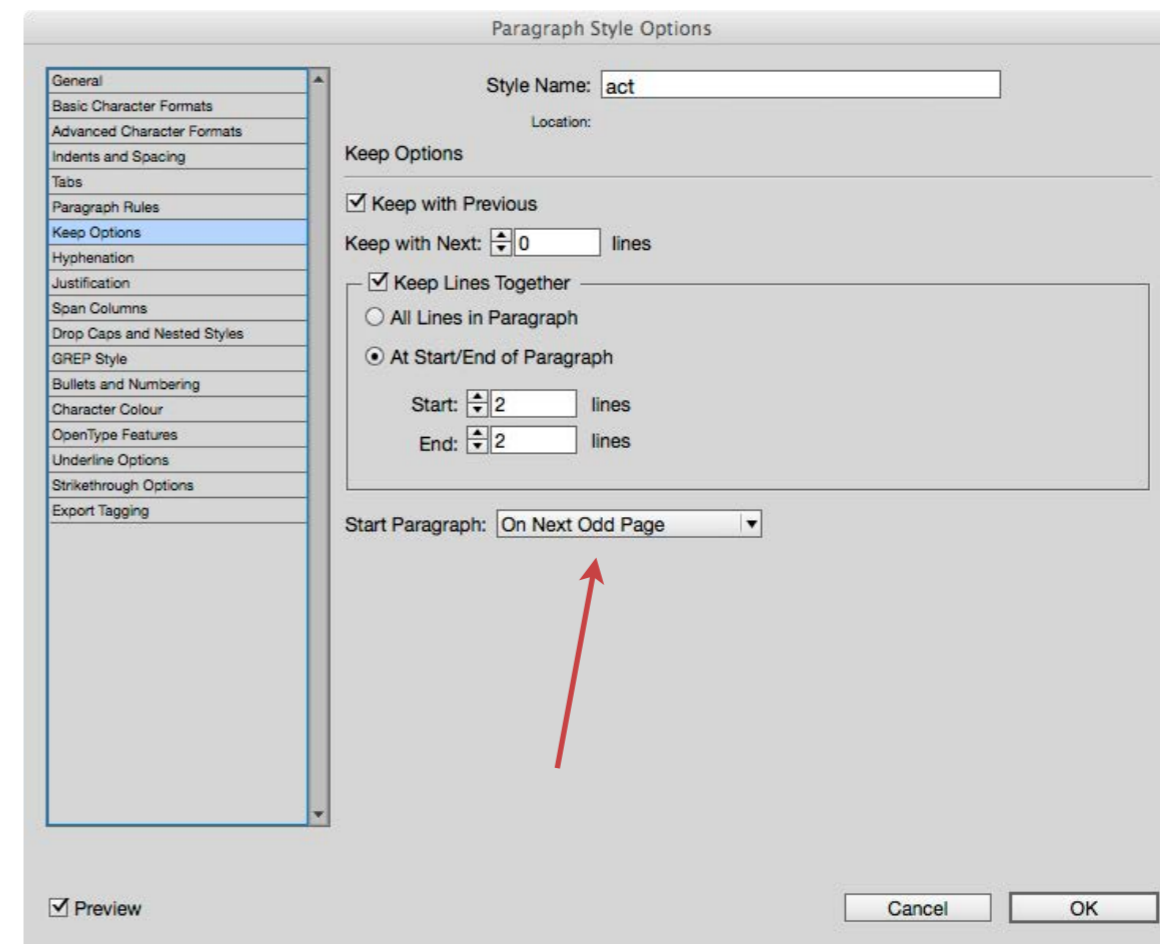 Paragraph Style Options
General
Basic Character Formats
Advanced Character Formats
Indents and Spacing
Tabs
Paragraph Rules
Keep Options
Hyphenation
Justification
Span Columns
Drop Caps and Nested Styles
GREP Style
Bullets and Numbering
Character Colour
OpenType Features
Underline Options
Strikethrough Options
Export Tagging
Style Name: act
Location:
Keep Options
Keep with Previous
Keep with Next: 0 lines
Keep Lines Together
All Lines in Paragraph
At Start/End of Paragraph
Start: 2 lines
End: 2 lines
Start Paragraph: On Next Odd Page
Preview
Cancel
OK